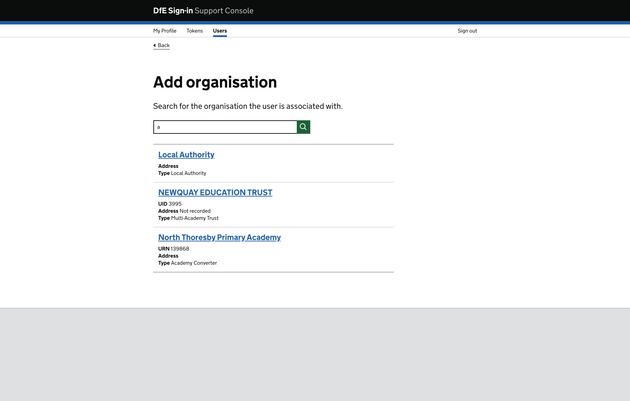 DfE Sign-in Support Console
My Profile Tokens Users Sign out
Back
Add organisation
Search for the organisation the user is associated with.
a
Local Authority
Address
Type Local Authority
NEWQUAY EDUCATION TRUST
UID 3995
Address Not recorded
Type Multi-Academy Trust
North Thoresby Primary Academy
URN 139868
Address
Type Academy Converter